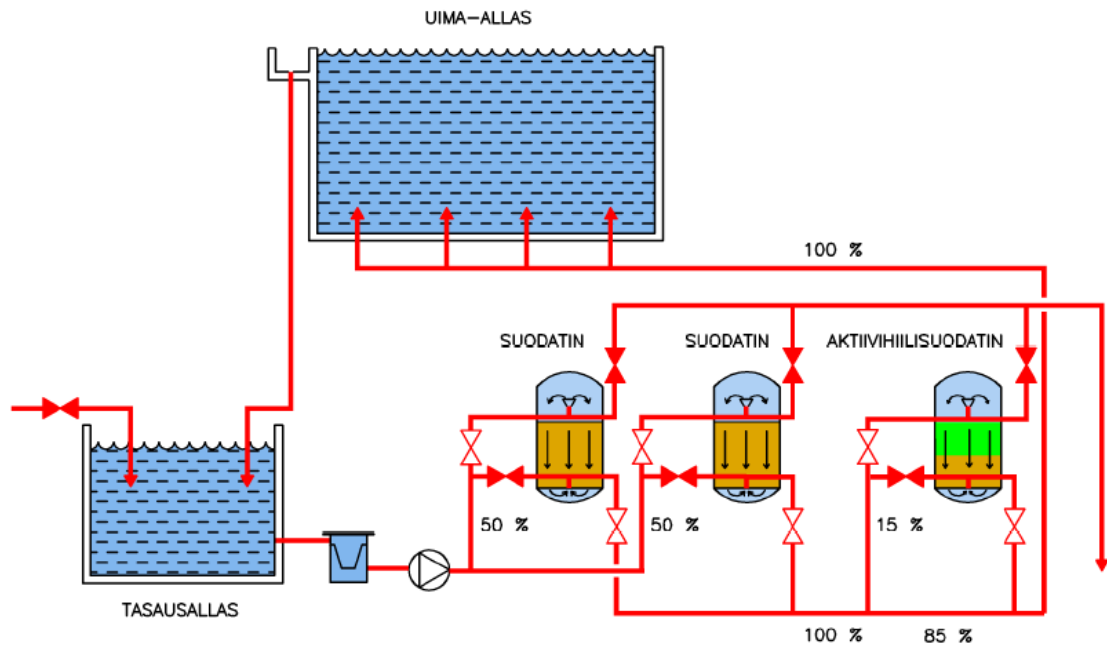 UIMA-ALLAS
100 %
SUODATIN
SUODATIN
AKTIIVIHIILISUODATIN
50 %
50 %
15 %
TASAUSALLAS
100 %
85 %